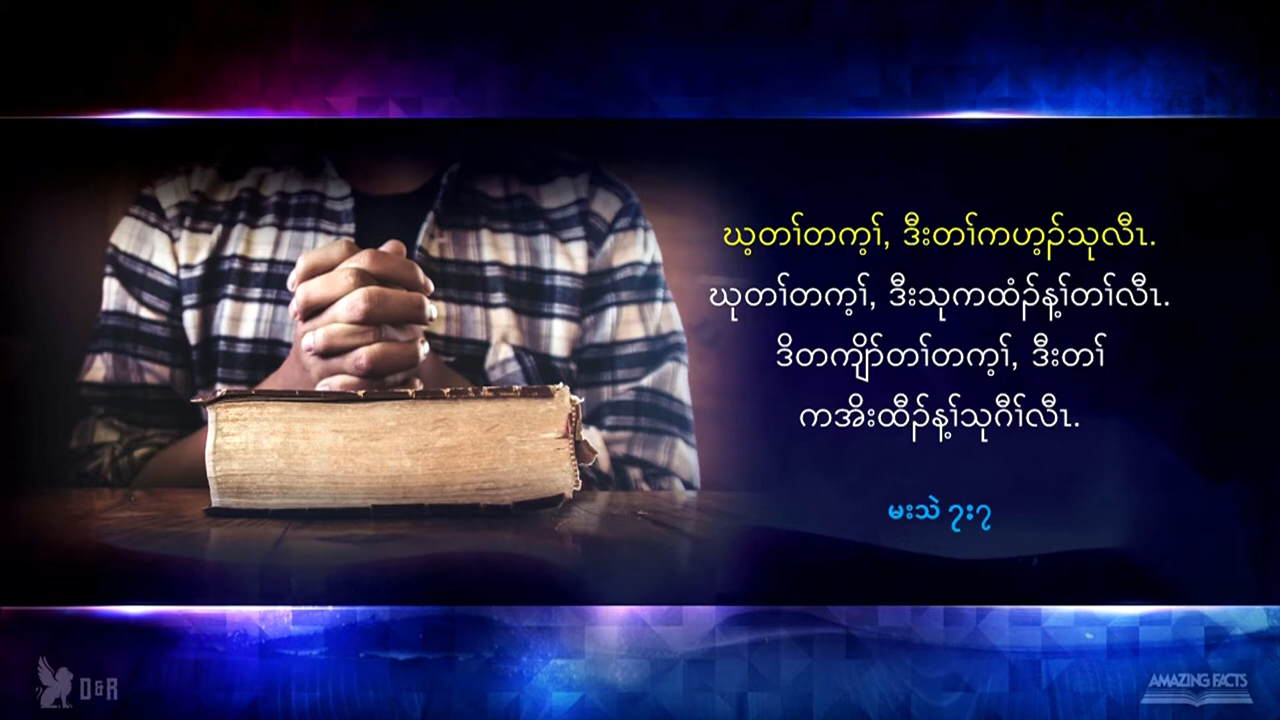 ဃ့တၢ်တက့ၢ်, ဒီးတၢ်ကဟ့ၣ်သုလီၤ.
ဃုတၢ်တက့ၢ်, ဒီးသုကထံၣ်န့ၢ်တၢ်လီၤ.
ဒိတကျိာ်တၢ်တက့ၢ်, ဒီးတၢ်
ကအိးထီၣ်န့ၢ်သုဂီၢ်လီၤ.
မးသဲ ၇း၇
D&R
AMAZING FACTS